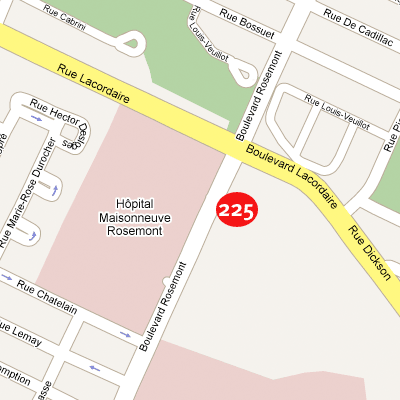 Rue Cabrini
Rue Bossuet
Rue De Cadillac
Rue
Louis-Veuillot
Rue Lacordaire
Boulevard Rosemont
Rue Louis-Veuillot
Rue Hector
Rue Marie-Rose Durocher
Boulevard Lacordaire
Hôpital
Maisonneuve
Rosemont
225
Rue Dickson
Boulevard Rosemont
Rue Chatelain
Rue Lemay